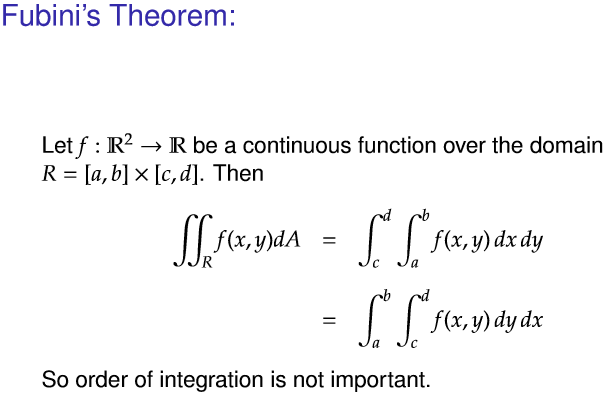 Fubini's Theorem:
Let f : ℝ² → ℝ be a continuous function over the domain
R = [a, b] × [c, d]. Then
∬_R f(x, y)dA = ∫_c^d ∫_a^b f(x, y) dx dy
= ∫_a^b ∫_c^d f(x, y) dy dx
So order of integration is not important.